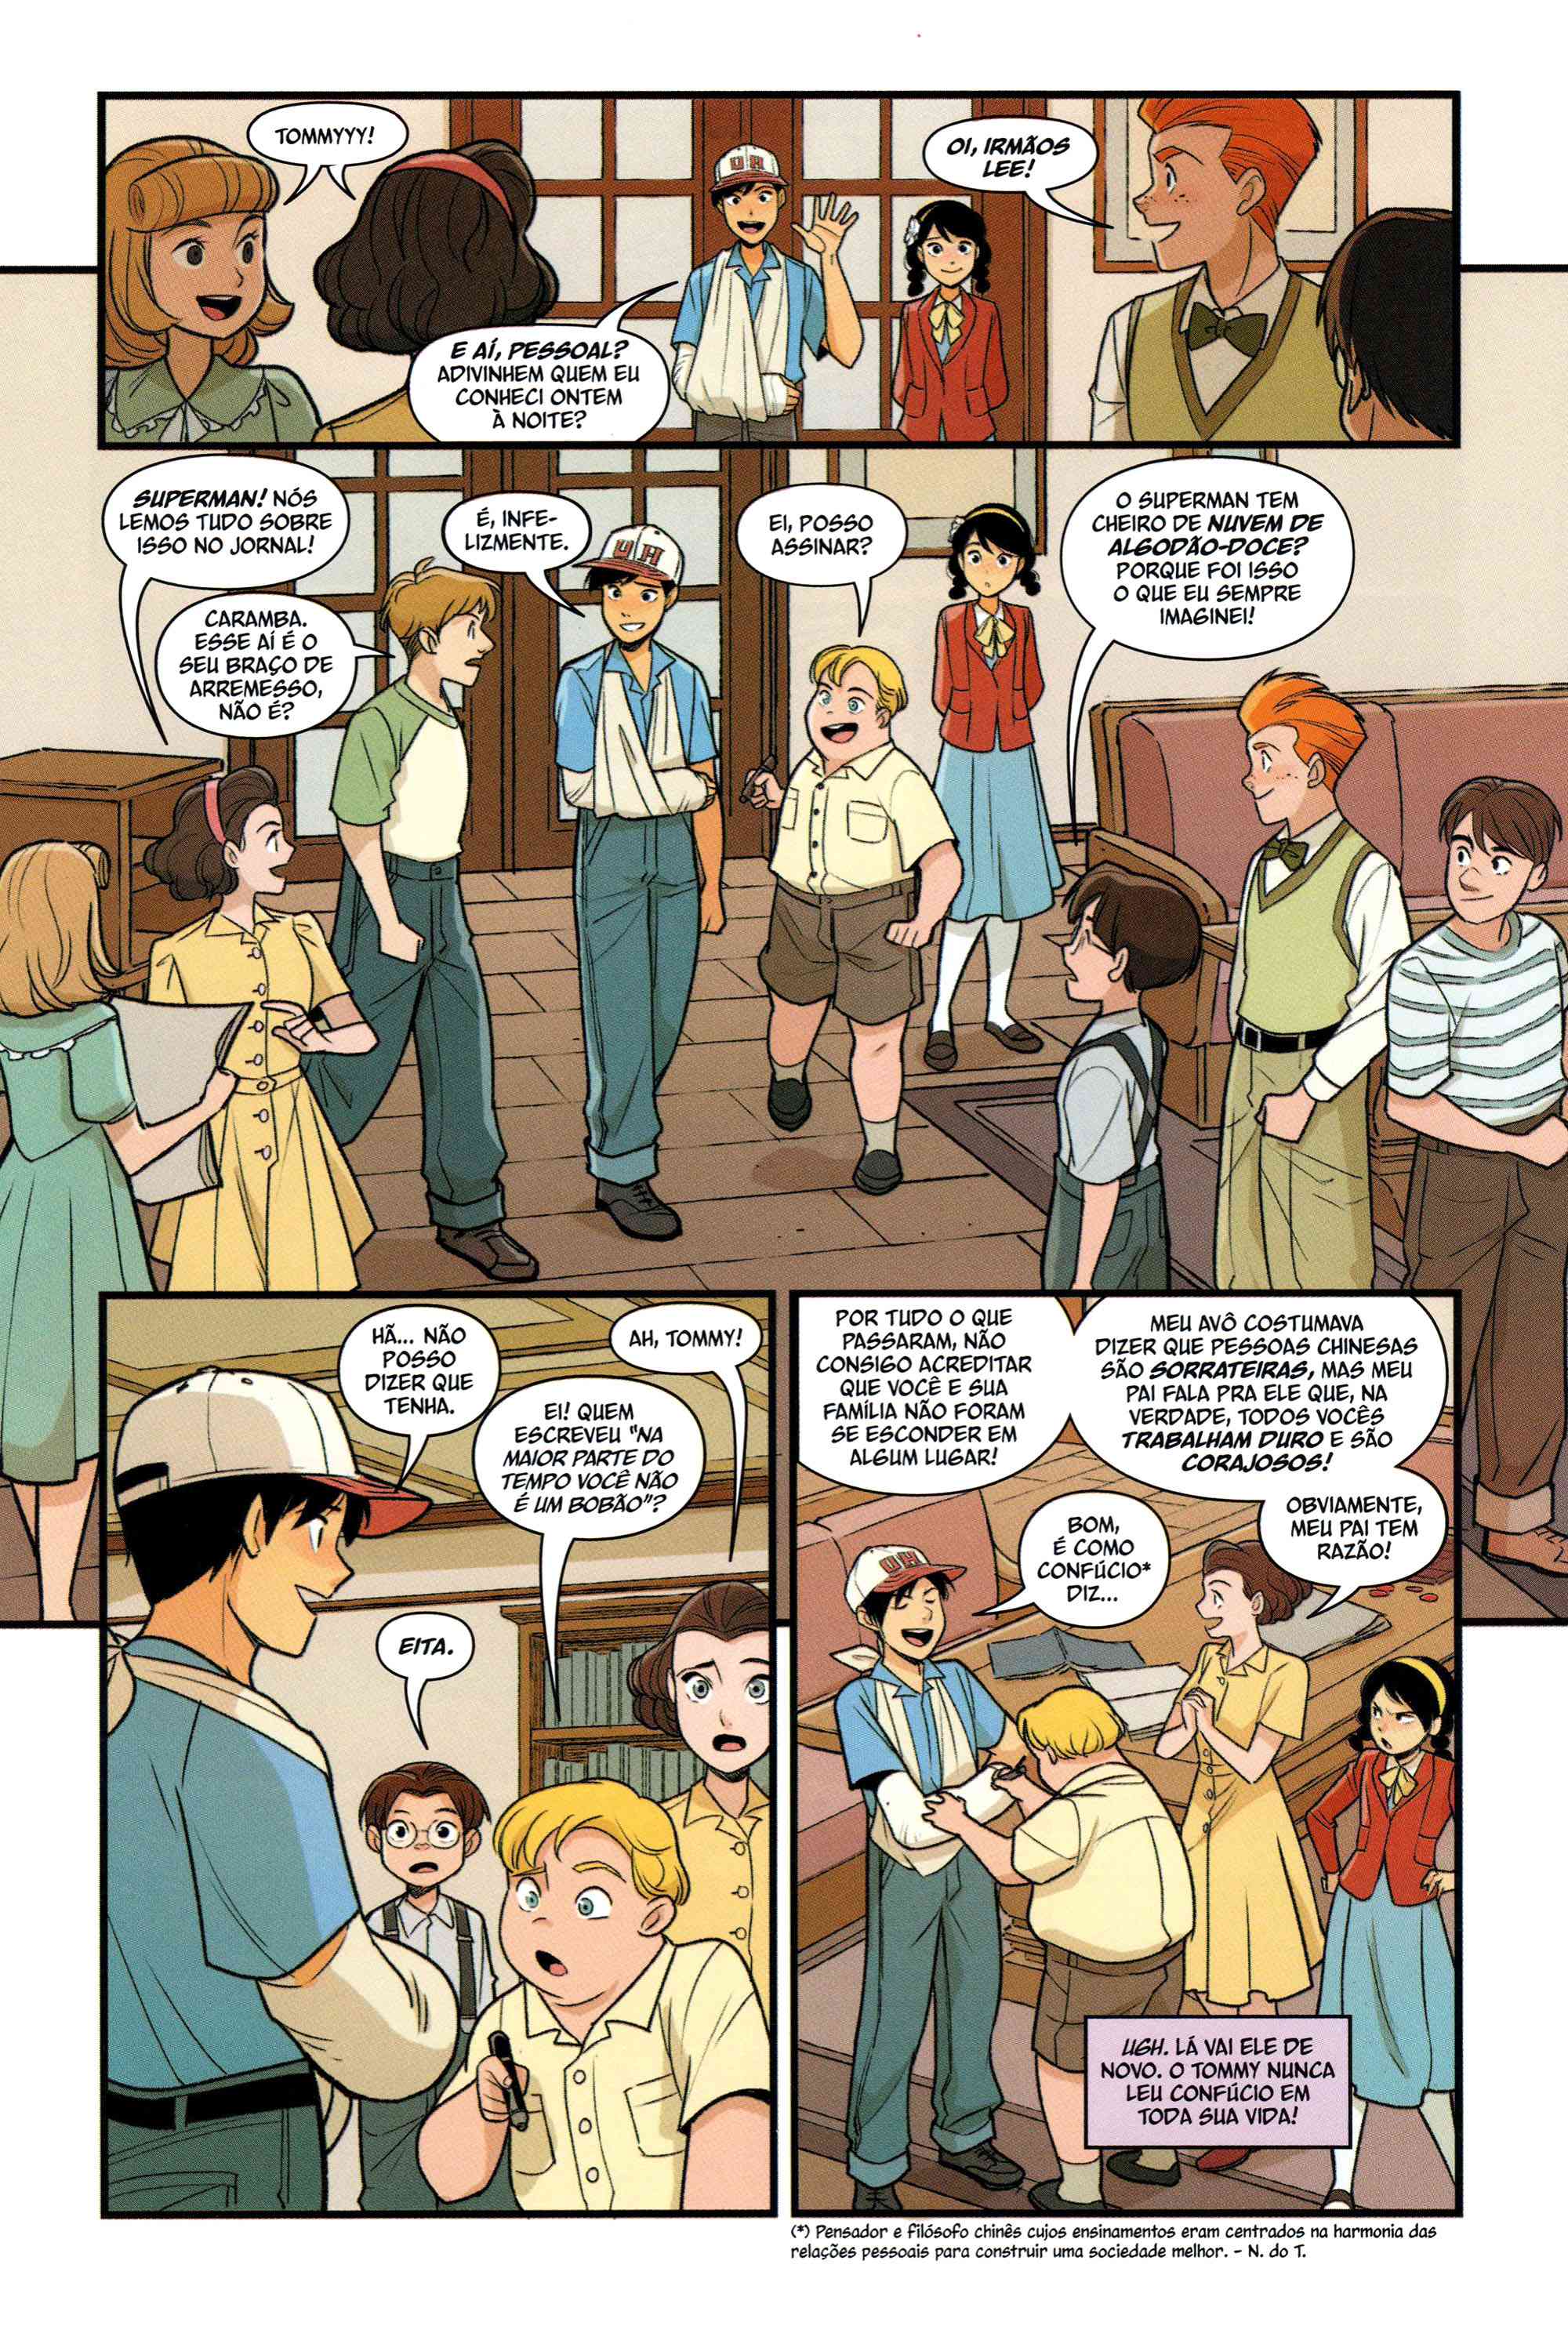 TOMMYYY!
OI, IRMÃOS
LEE!
E AÍ, PESSOAL?
ADIVINHEM QUEM EU
CONHECI ONTEM
À NOITE?
UH
SUPERMAN! NÓS
LEMOS TUDO SOBRE
ISSO NO JORNAL!
CARAMBA.
ESSE AÍ É O
SEU BRAÇO DE
ARREMESSO,
NÃO É?
É, INFE-
LIZMENTE.
UH
EI, POSSO
ASSINAR?
O SUPERMAN TEM
CHEIRO DE NUVEM DE
ALGODÃO-DOCE?
PORQUE FOI ISSO
O QUE EU SEMPRE
IMAGINEI!
HÃ... NÃO
POSSO
DIZER QUE
TENHA.
EI! QUEM
ESCREVEU "NA
MAIOR PARTE DO
TEMPO VOCÊ NÃO
É UM BOBÃO"?
AH, TOMMY!
EITA.
POR TUDO O QUE
PASSARAM, NÃO
CONSIGO ACREDITAR
QUE VOCÊ E SUA
FAMÍLIA NÃO FORAM
SE ESCONDER EM
ALGUM LUGAR!
MEU AVÔ COSTUMAVA
DIZER QUE PESSOAS CHINESAS
SÃO SORRATEIRAS, MAS MEU
PAI FALA PRA ELE QUE, NA
VERDADE, TODOS VOCÊS
TRABALHAM DURO E SÃO
CORAJOSOS!
OBVIAMENTE,
MEU PAI TEM
RAZÃO!
BOM,
É COMO
CONFÚCIO*
DIZ...
UH
UGH. LÁ VAI ELE DE
NOVO. O TOMMY NUNCA
LEU CONFÚCIO EM
TODA SUA VIDA!
(*) Pensador e filósofo chinês cujos ensinamentos eram centrados na harmonia das
relações pessoais para construir uma sociedade melhor. – N. do T.